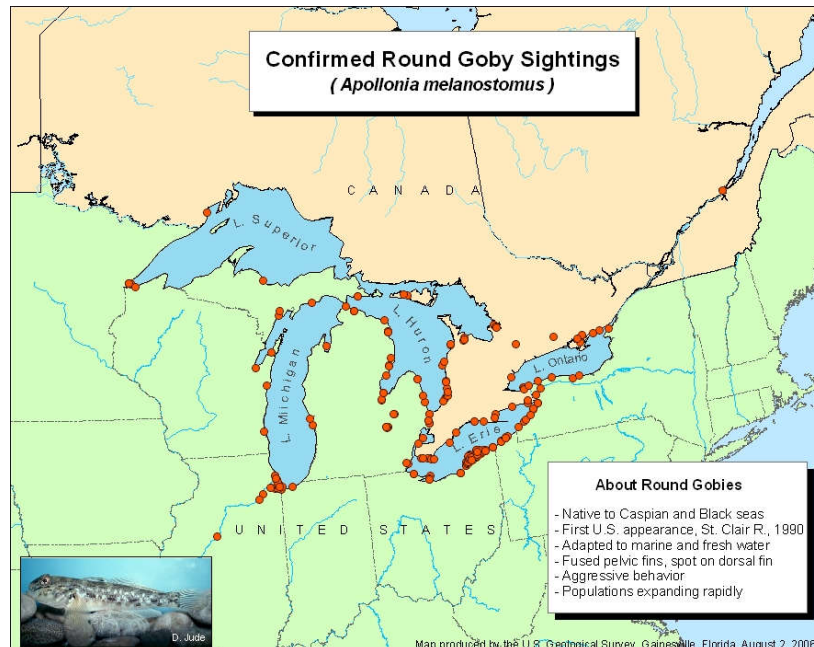 Confirmed Round Goby Sightings
( Apollonia melanostomus )
CANADA
L. Superior
L. Huron
L. Ontario
L. Michigan
L. Erie
UNITED STATES
About Round Gobies
- Native to Caspian and Black seas
- First U.S. appearance, St. Clair R., 1990
- Adapted to marine and fresh water
- Fused pelvic fins, spot on dorsal fin
- Aggressive behavior
- Populations expanding rapidly
D. Jude
Map produced by the U.S. Geological Survey, Gainesville, Florida, August 2, 2006